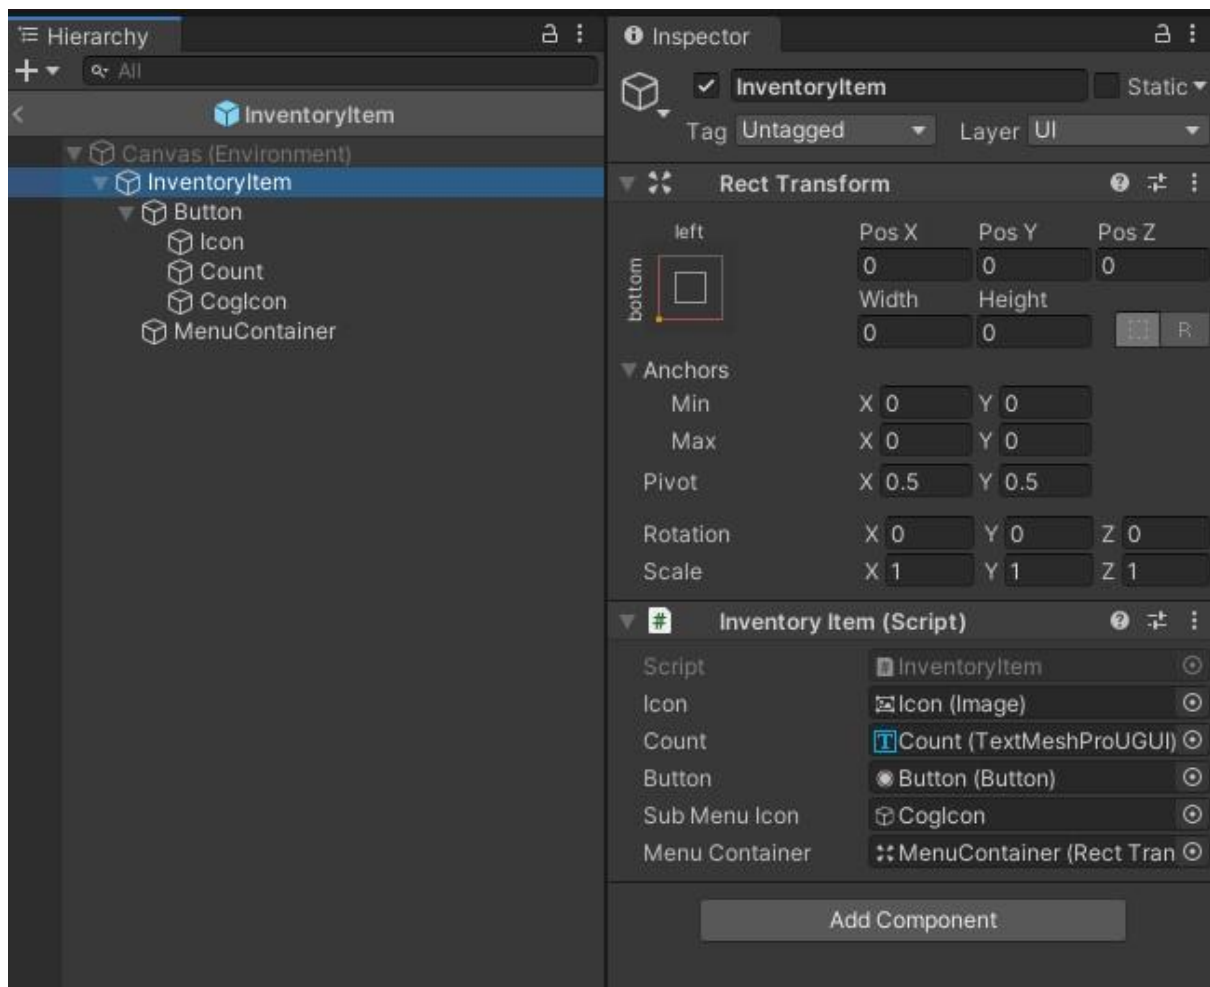 Hierarchy
All
InventoryItem
Canvas (Environment)
InventoryItem
Button
Icon
Count
CogIcon
MenuContainer
Inspector
InventoryItem Static
Tag Untagged Layer UI
Rect Transform
left
bottom
Pos X Pos Y Pos Z
0 0 0
Width Height
0 0 R
Anchors
Min X 0 Y 0
Max X 0 Y 0
Pivot X 0.5 Y 0.5
Rotation X 0 Y 0 Z 0
Scale X 1 Y 1 Z 1
# Inventory Item (Script)
Script # InventoryItem
Icon Icon (Image)
Count T Count (TextMeshProUGUI)
Button Button (Button)
Sub Menu Icon CogIcon
Menu Container MenuContainer (Rect Tran
Add Component